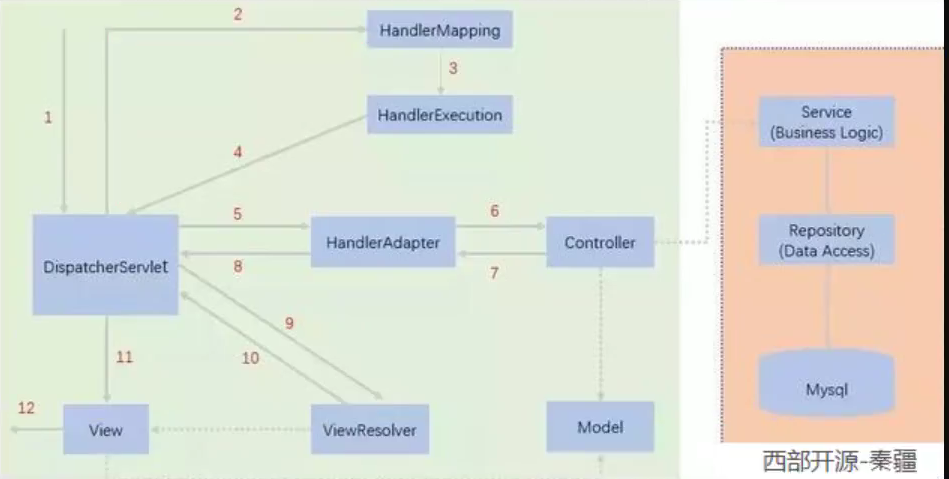 2
HandlerMapping
1
3
HandlerExecution
Service
(Business Logic)
4
5
6
DispatcherServlet
HandlerAdapter
Controller
Repository
(Data Access)
8
7
9
10
11
Mysql
12
View
ViewResolver
Model
西部开源-秦疆